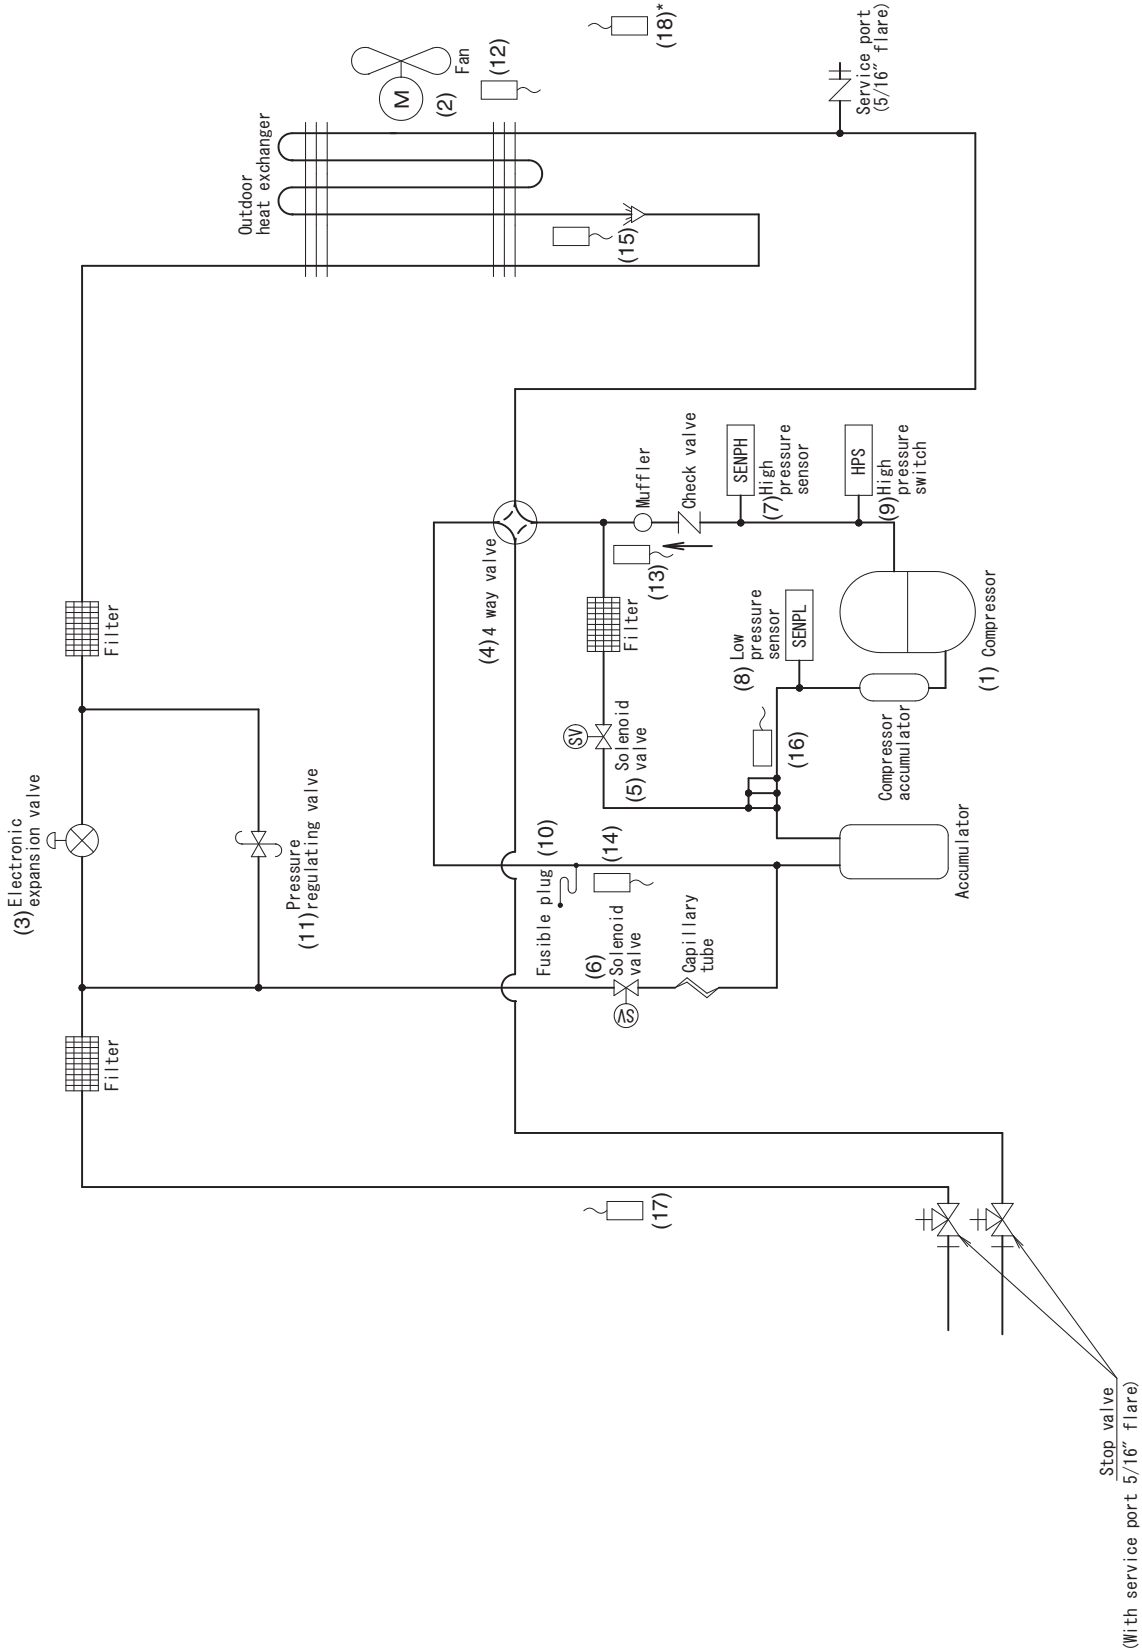 (3) Electronic
expansion valve
Filter
Filter
Pressure
(11) regulating valve
Outdoor
heat exchanger
M
(2)
Fan
(12)
(18)*
(15)
Service port
(5/16″ flare)
(4) 4 way valve
Muffler
Check valve
SENPH
(7) High
pressure
sensor
HPS
(9) High
pressure
switch
(13)
Filter
SV
Solenoid
(5) valve
(8) Low
pressure
sensor
SENPL
(16)
(1) Compressor
Compressor
accumulator
Accumulator
Fusible plug (10)
(14)
(6)
Solenoid
valve
SV
Capillary
tube
(17)
Stop valve
(With service port 5/16″ flare)